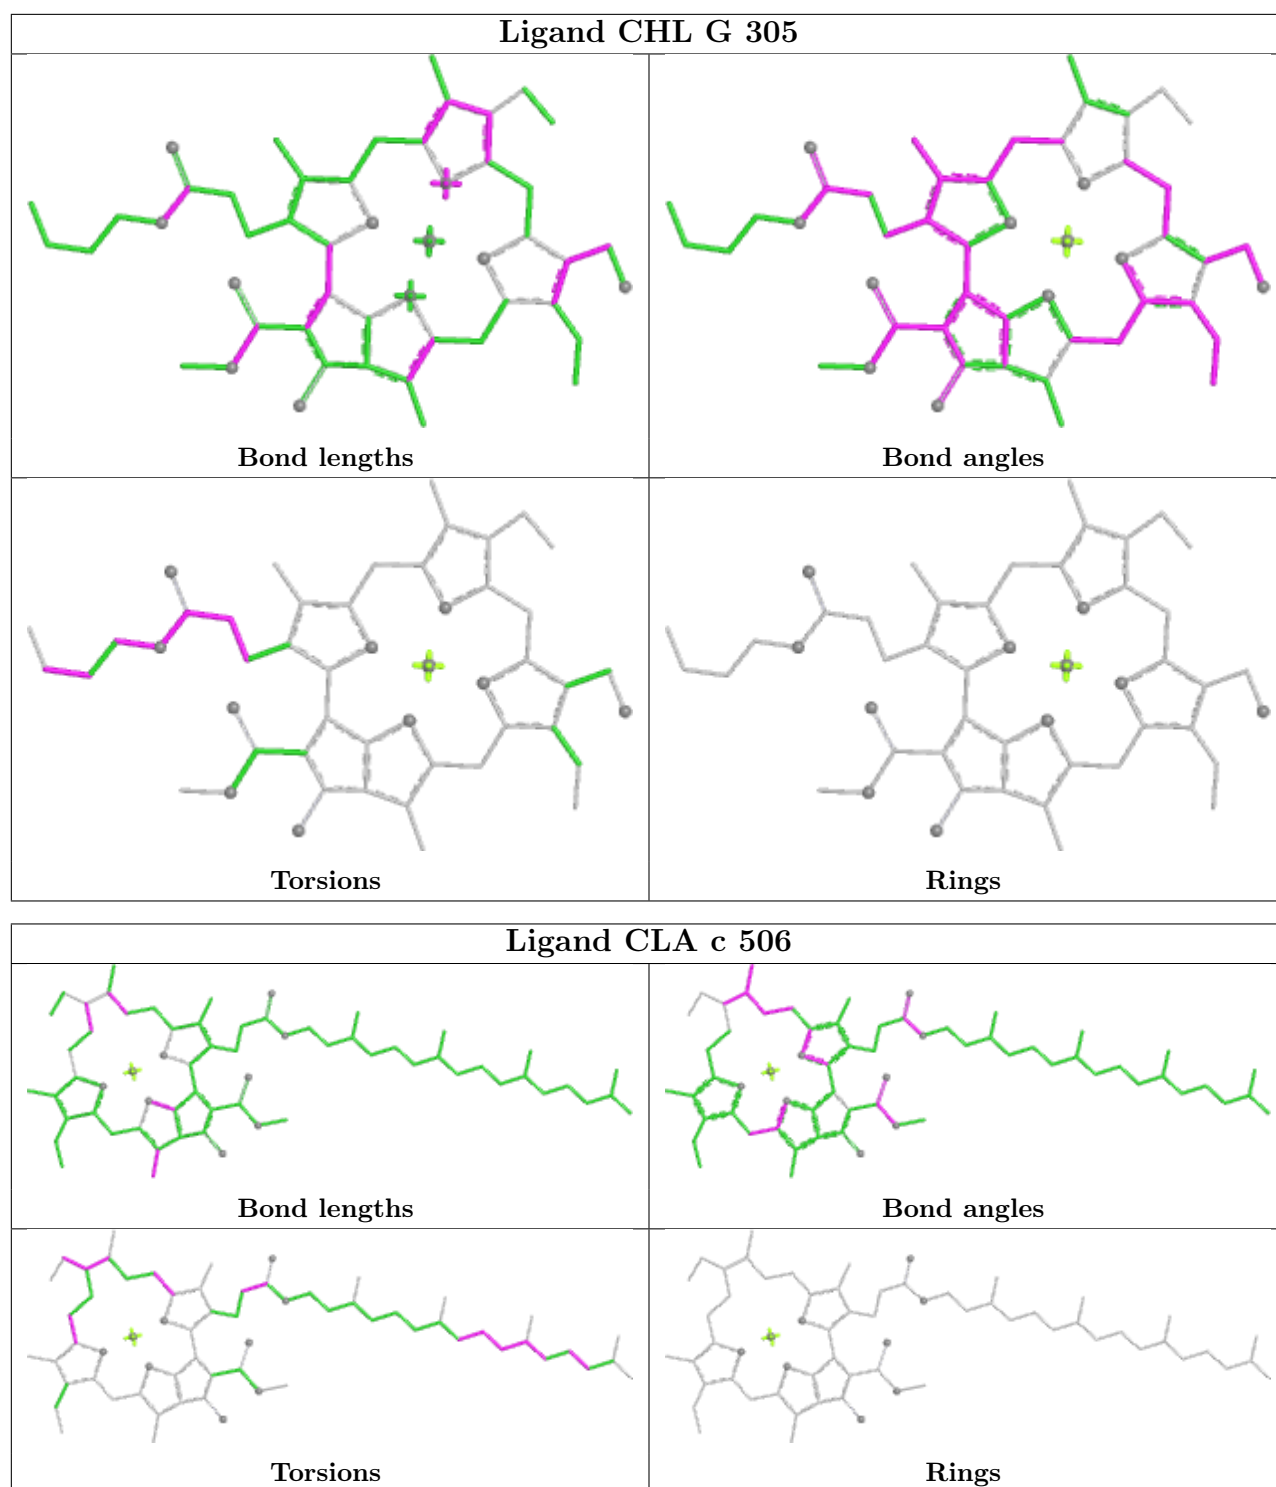 Ligand CHL G 305
Bond lengths
Bond angles
Torsions
Rings
Ligand CLA c 506
Bond lengths
Bond angles
Torsions
Rings